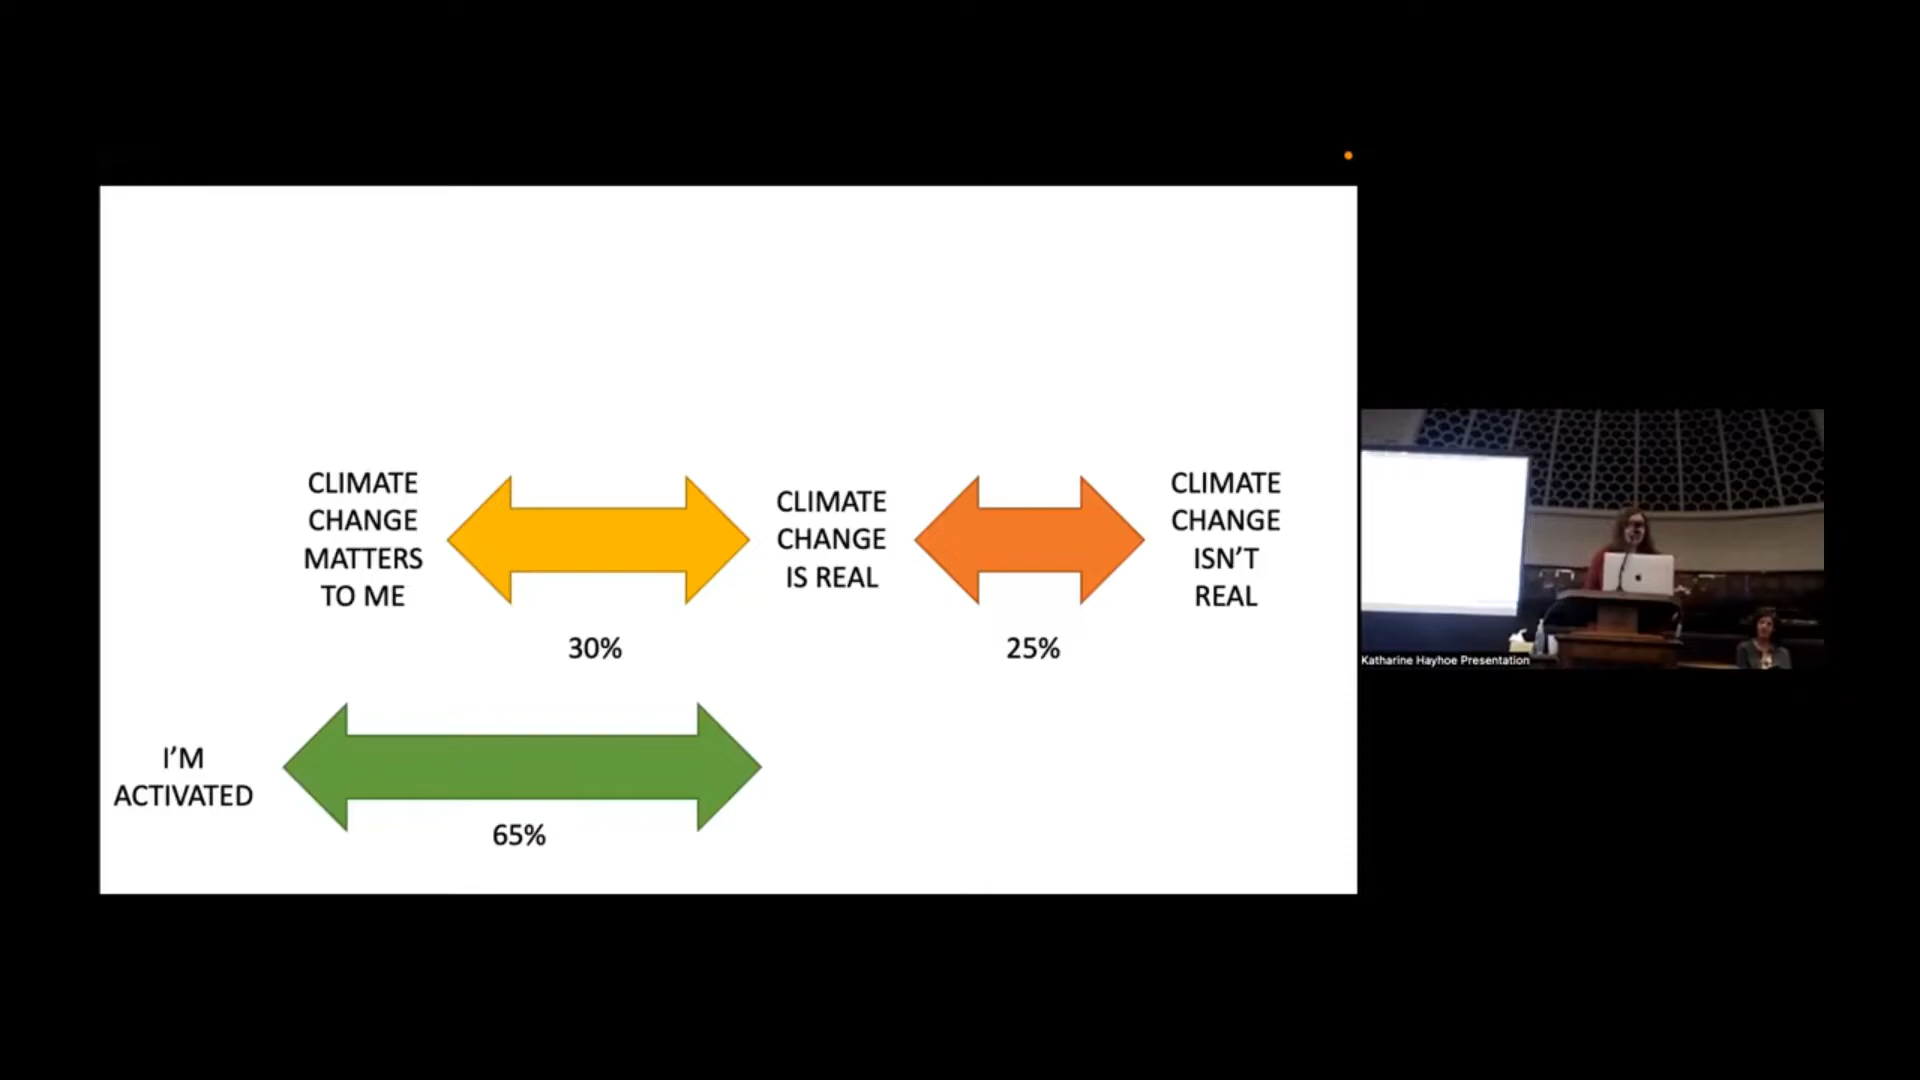 CLIMATE
CHANGE
MATTERS
TO ME
30%
CLIMATE
CHANGE
IS REAL
25%
CLIMATE
CHANGE
ISN'T
REAL
I'M
ACTIVATED
65%
Katharine Hayhoe Presentation